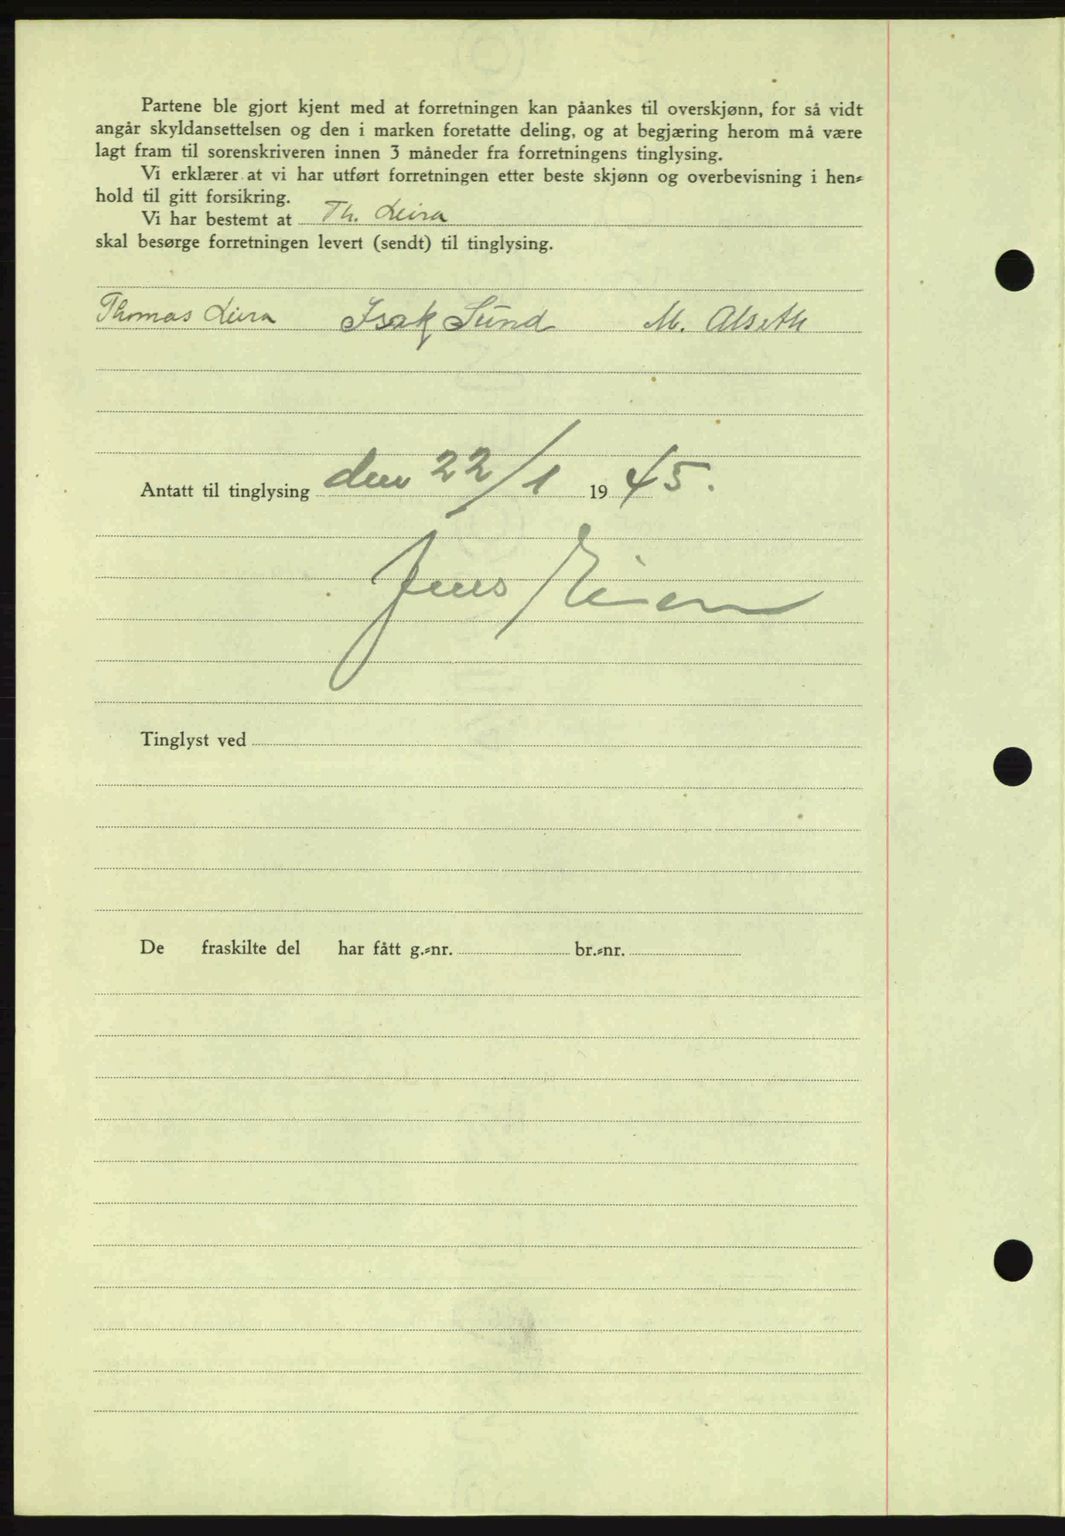 Partene ble gjort kjent med at forretningen kan påankes til overskjønn, for så vidt
angår skyldansettelsen og den i marken foretatte deling, og at begjæring herom må være
lagt fram til sorenskriveren innen 3 måneder fra forretningens tinglysing.
Vi erklærer at vi har utført forretningen etter beste skjønn og overbevisning i hen-
hold til gitt forsikring.
Vi har bestemt at Th. Leira
skal besørge forretningen levert (sendt) til tinglysing.
Thomas Leira Isak Sund M. Alseth
Antatt til tinglysing den 22/1 1945.
Jens
Tinglyst ved
De fraskilte del har fått g.-nr. br.-nr.